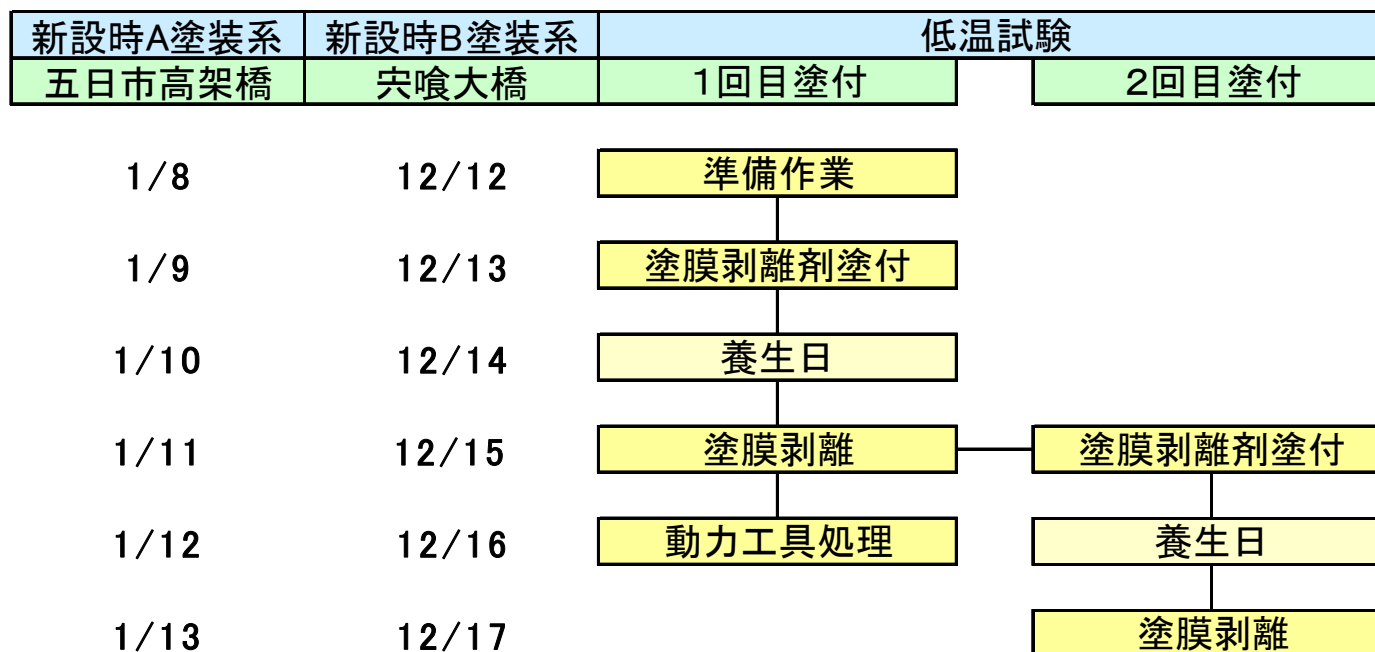 新設時A塗装系 新設時B塗装系 低温試験
五日市高架橋 宍喰大橋 1回目塗付 2回目塗付
1/8 12/12 準備作業
1/9 12/13 塗膜剥離剤塗付
1/10 12/14 養生日
1/11 12/15 塗膜剥離 塗膜剥離剤塗付
1/12 12/16 動力工具処理 養生日
1/13 12/17 塗膜剥離